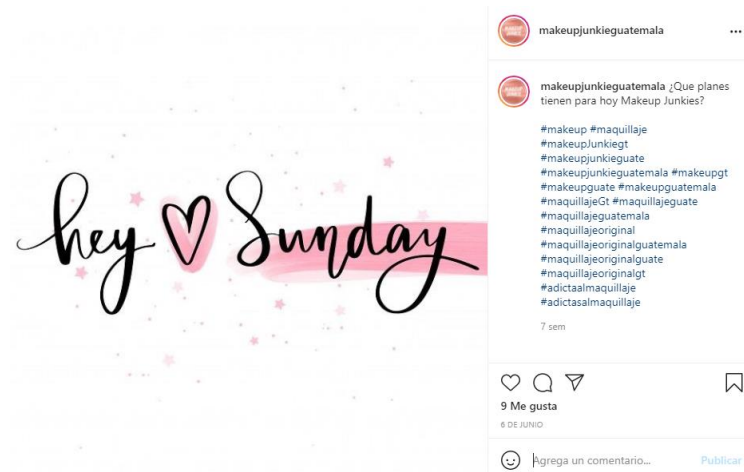 hey Sunday
makeupjunkieguatemala
makeupjunkieguatemala ¿Que planes
tienen para hoy Makeup Junkies?
#makeup #maquillaje
#makeupJunkiegt
#makeupjunkieguate
#makeupjunkieguatemala #makeupgt
#makeupguate #makeupguatemala
#maquillajeGt #maquillajeguate
#maquillajeguatemala
#maquillajeoriginal
#maquillajeoriginalguatemala
#maquillajeoriginalguate
#maquillajeoriginalgt
#adictaalmaquillaje
#adictasalmaquillaje
7 sem
9 Me gusta
6 DE JUNIO
Agrega un comentario...
Publicar